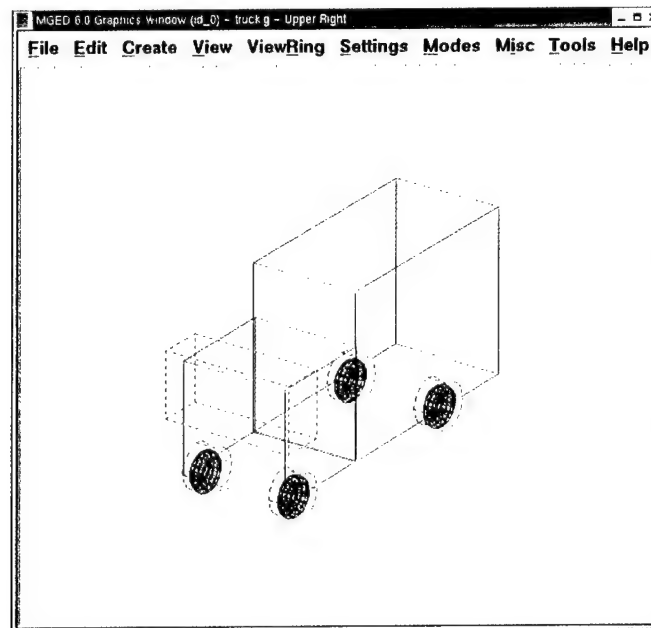 MGED 6.0 Graphics Window (id_0) - truck.g - Upper Right
File Edit Create View ViewRing Settings Modes Misc Tools Help